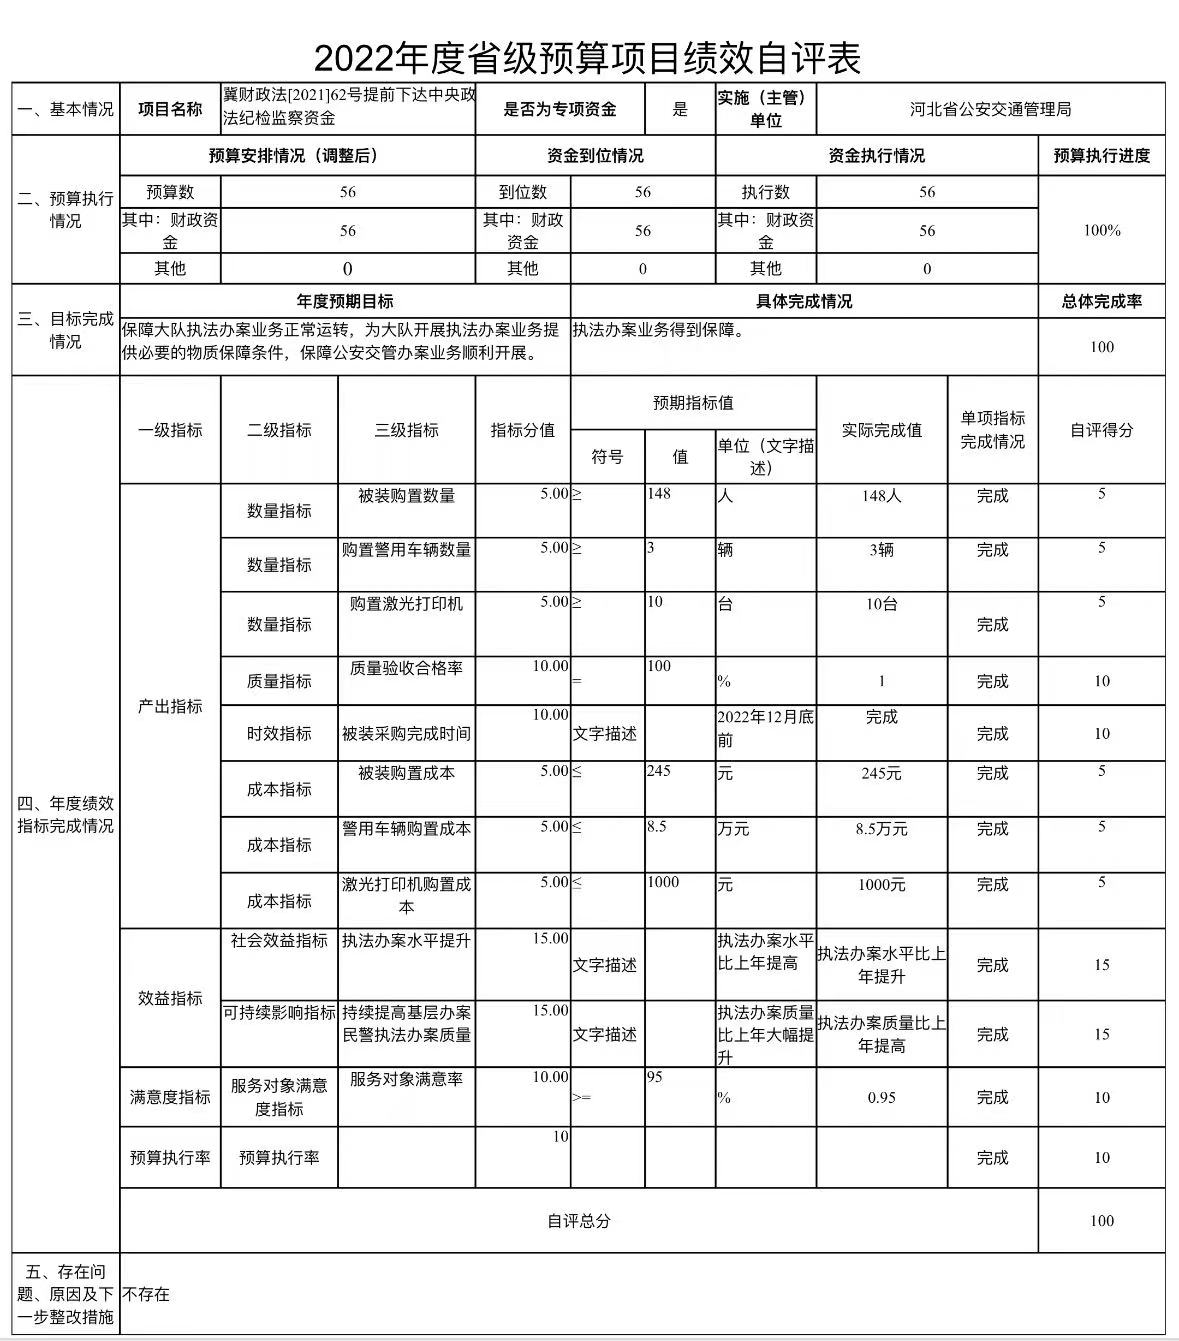 2022年度省级预算项目绩效自评表
一、基本情况
项目名称
冀财政法[2021]62号提前下达中央政
法纪检监察资金
是否为专项资金
是
实施（主管）
单位
河北省公安交通管理局
二、预算执行
情况
预算安排情况（调整后）
资金到位情况
资金执行情况
预算执行进度
预算数
56
到位数
56
执行数
56
100%
其中：财政资
金
56
其中：财政
资金
56
其中：财政资
金
56
其他
0
其他
0
其他
0
三、目标完成
情况
年度预期目标
具体完成情况
总体完成率
保障大队执法办案业务正常运转，为大队开展执法办案业务提
供必要的物质保障条件，保障公安交管办案业务顺利开展。
执法办案业务得到保障。
100
四、年度绩效
指标完成情况
一级指标
二级指标
三级指标
指标分值
预期指标值
符号
值
单位（文字描
述）
实际完成值
单项指标
完成情况
自评得分
产出指标
数量指标
被装购置数量
5.00
≥
148
人
148人
完成
5
数量指标
购置警用车辆数量
5.00
≥
3
辆
3辆
完成
5
数量指标
购置激光打印机
5.00
≥
10
台
10台
完成
5
质量指标
质量验收合格率
10.00
=
100
%
1
完成
10
时效指标
被装采购完成时间
10.00
文字描述
2022年12月底
前
完成
完成
10
成本指标
被装购置成本
5.00
≤
245
元
245元
完成
5
成本指标
警用车辆购置成本
5.00
≤
8.5
万元
8.5万元
完成
5
成本指标
激光打印机购置成
本
5.00
≤
1000
元
1000元
完成
5
效益指标
社会效益指标
执法办案水平提升
15.00
文字描述
执法办案水平
比上年提高
执法办案水平比上
年提升
完成
15
可持续影响指标
持续提高基层办案
民警执法办案质量
15.00
文字描述
执法办案质量
比上年大幅提
升
执法办案质量比上
年提高
完成
15
满意度指标
服务对象满意
度指标
服务对象满意率
10.00
>=
95
%
0.95
完成
10
预算执行率
预算执行率
10
完成
10
自评总分
100
五、存在问
题、原因及下
一步整改措施
不存在